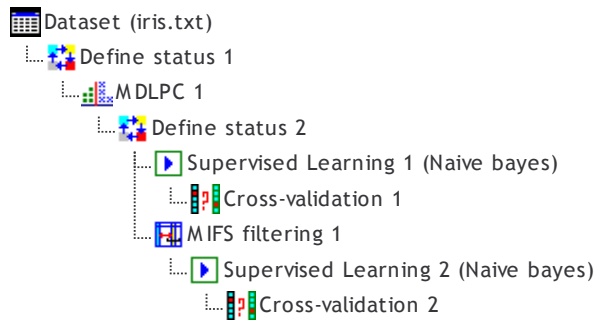 Dataset (iris.txt)
Define status 1
MDLPC 1
Define status 2
Supervised Learning 1 (Naive bayes)
Cross-validation 1
MIFS filtering 1
Supervised Learning 2 (Naive bayes)
Cross-validation 2